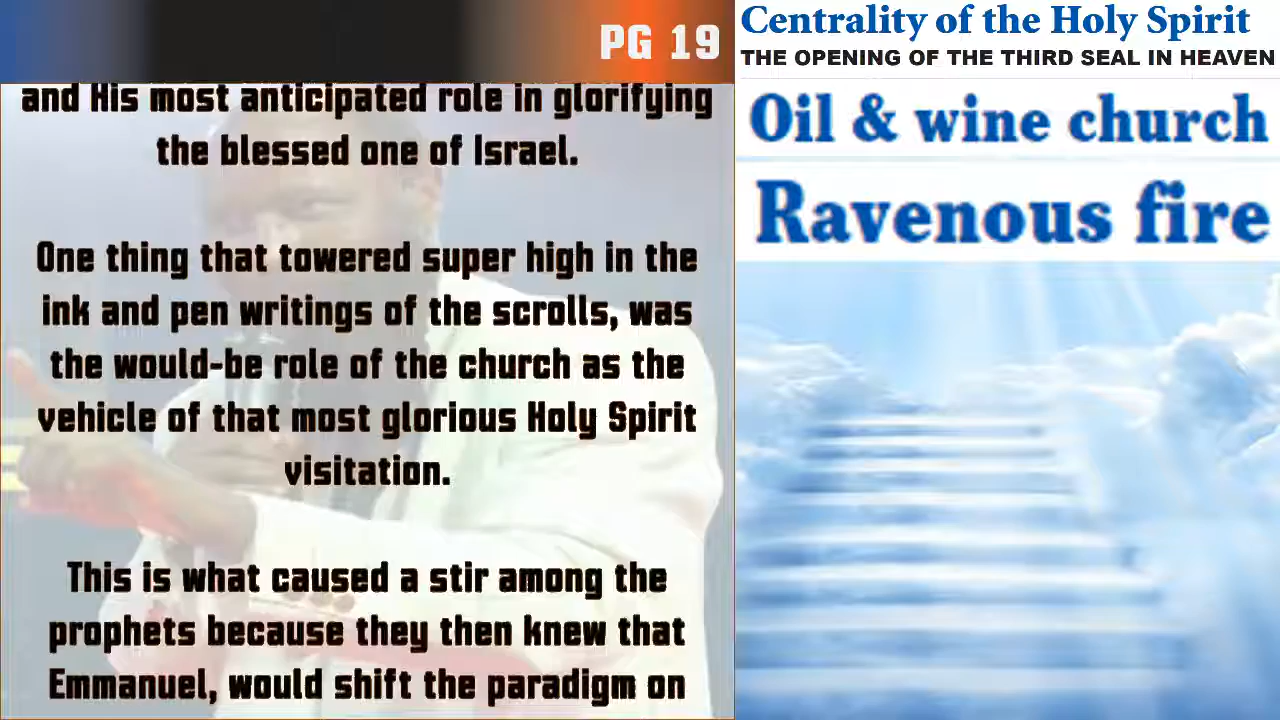 PG 19
and His most anticipated role in glorifying
the blessed one of Israel.
One thing that towered super high in the
ink and pen writings of the scrolls, was
the would-be role of the church as the
vehicle of that most glorious Holy Spirit
visitation.
This is what caused a stir among the
prophets because they then knew that
Emmanuel, would shift the paradigm on
Centrality of the Holy Spirit
THE OPENING OF THE THIRD SEAL IN HEAVEN
Oil & wine church
Ravenous fire